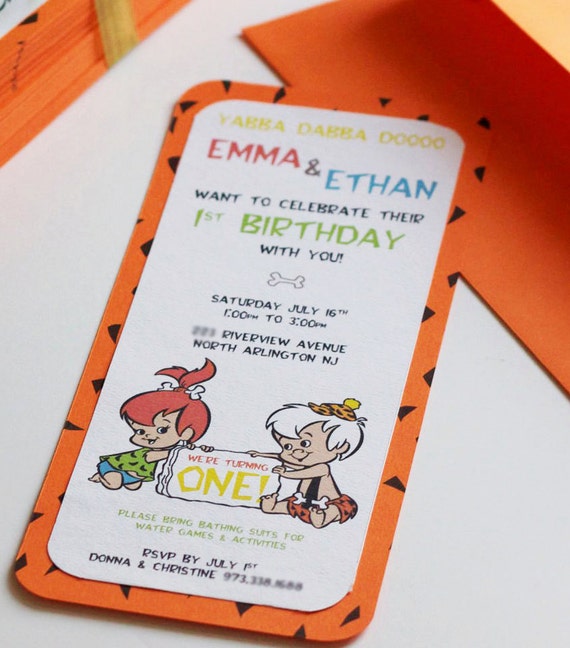 YABBA DABBA DOOOO
EMMA & ETHAN
WANT TO CELEBRATE THEIR
1ST BIRTHDAY
WITH YOU!
SATURDAY JULY 16TH
1:00PM TO 3:00PM
RIVERVIEW AVENUE
NORTH ARLINGTON NJ
WE'RE TURNING
ONE!
PLEASE BRING BATHING SUITS FOR
WATER GAMES & ACTIVITIES
RSVP BY JULY 1ST
DONNA & CHRISTINE